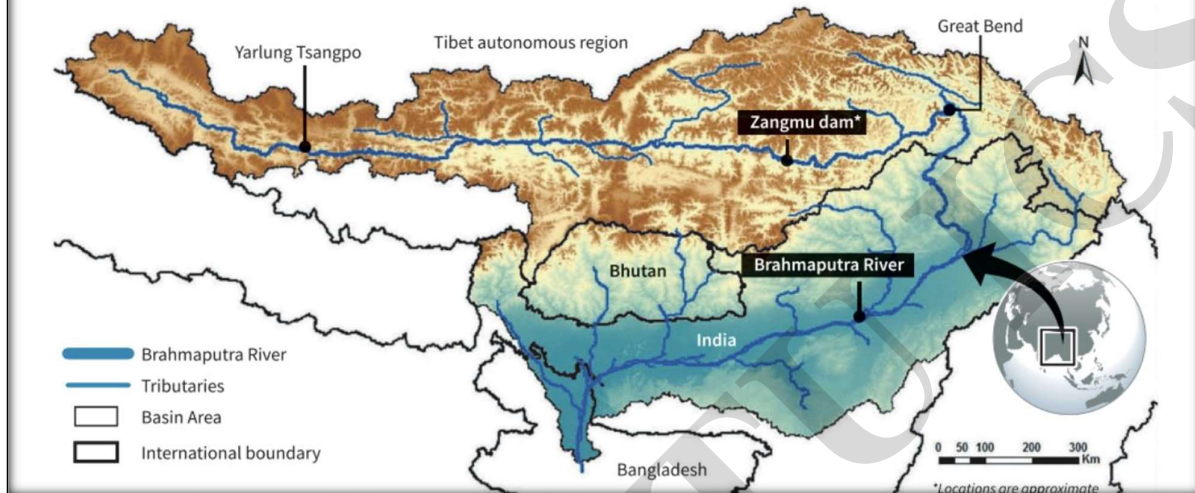 Great Bend
Yarlung Tsangpo
Tibet autonomous region
N
Zangmu dam*
Bhutan
Brahmaputra River
India
Brahmaputra River
Tributaries
Basin Area
International boundary
Bangladesh
0 50 100 200 300
Km
*Locations are approximate